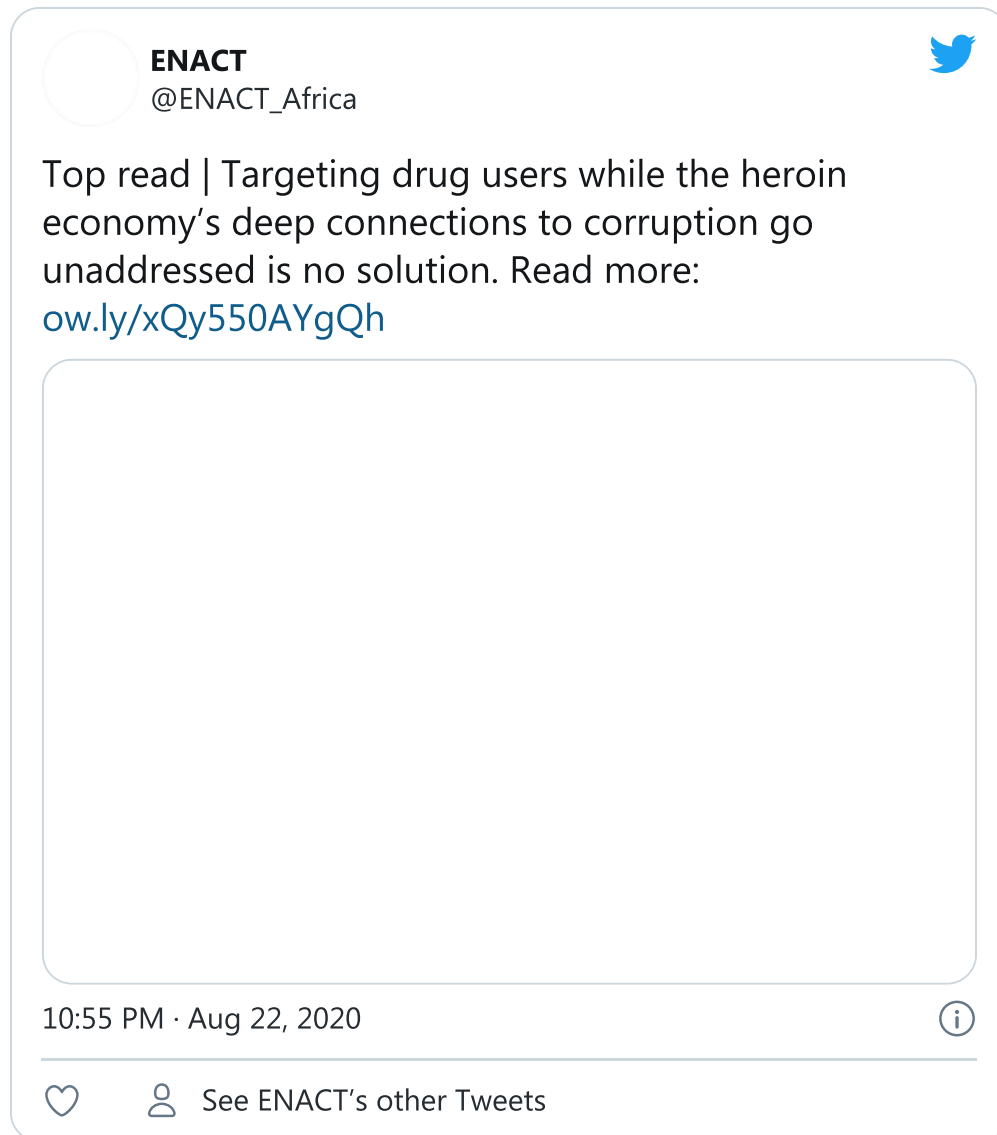 ENACT
@ENACT_Africa
Top read | Targeting drug users while the heroin
economy’s deep connections to corruption go
unaddressed is no solution. Read more:
ow.ly/xQy550AYgQh
10:55 PM · Aug 22, 2020
See ENACT’s other Tweets